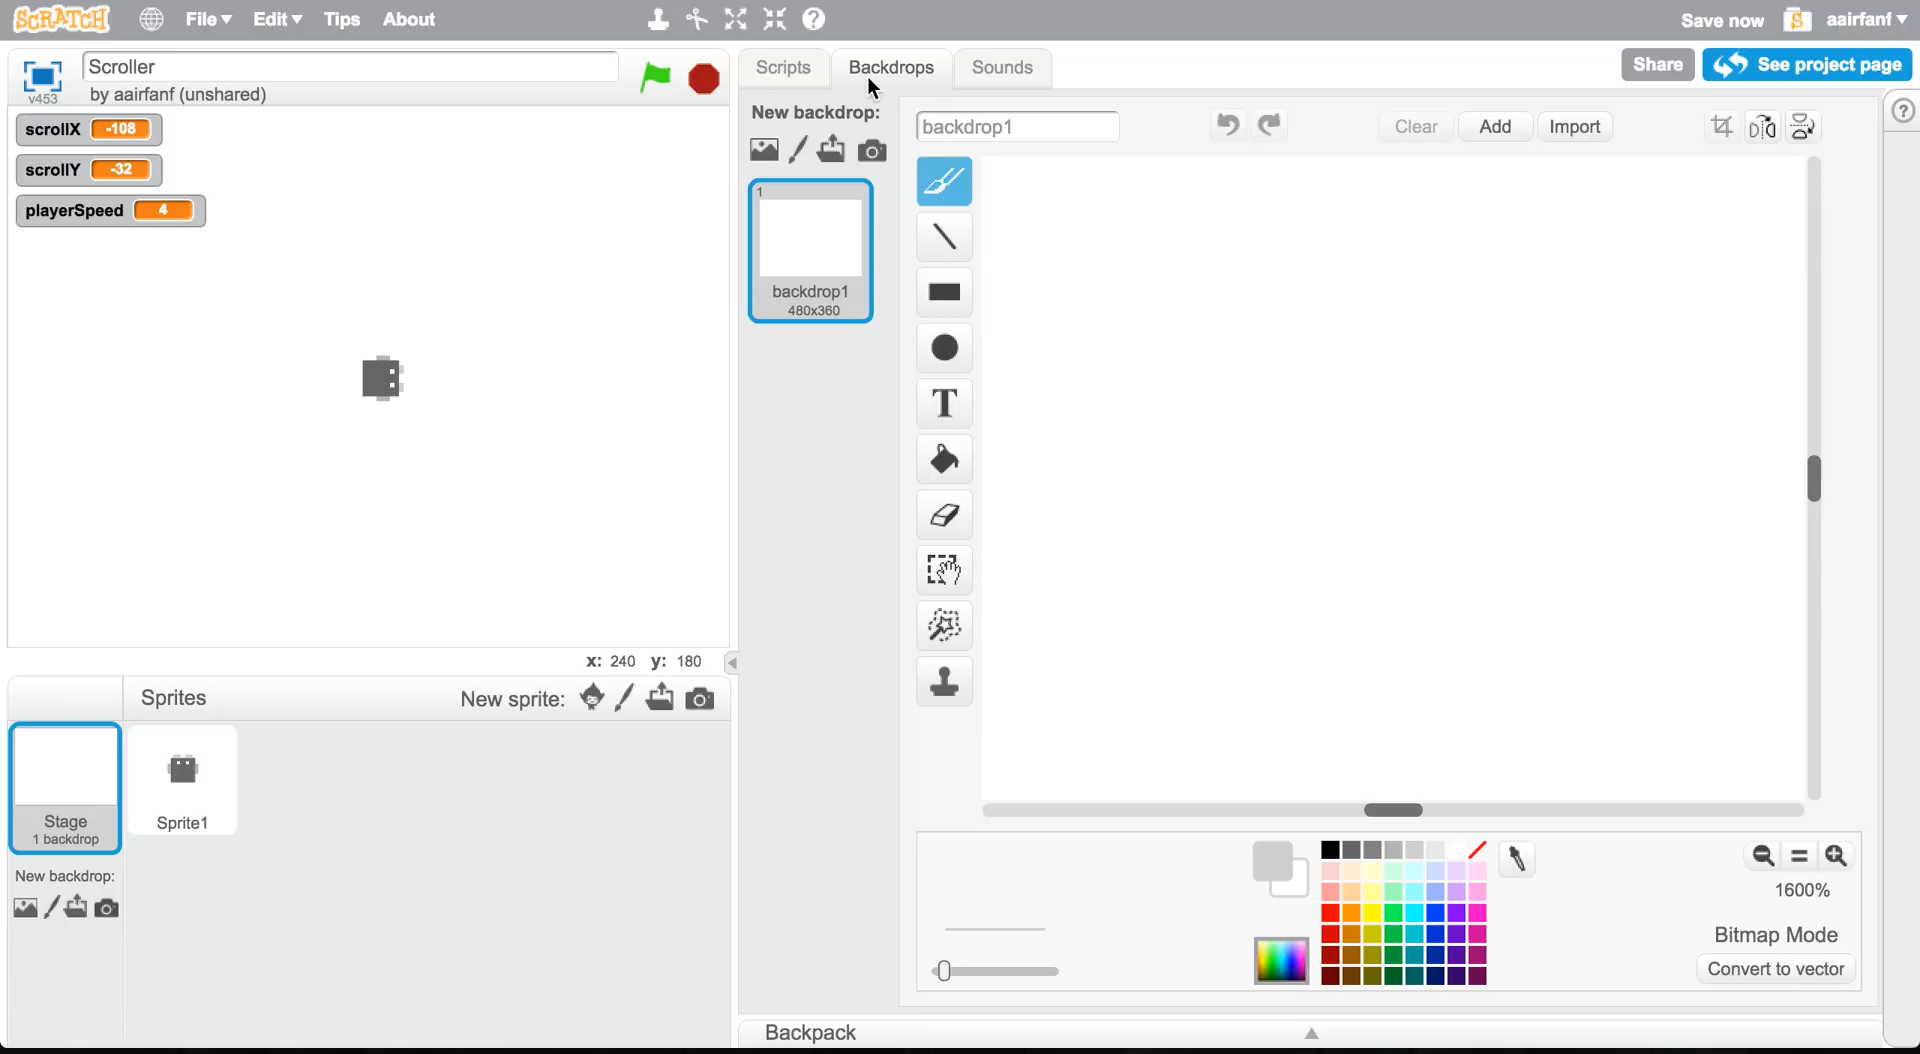 SCRATCH File▼ Edit▼ Tips About Save now S aairfanf ▼
Scroller
v453 by aairfanf (unshared)
scrollX -108
scrollY -32
playerSpeed 4
x: 240 y: 180
Sprites New sprite:
Stage
1 backdrop
Sprite1
New backdrop:
Scripts Backdrops Sounds Share See project page
New backdrop:
1
backdrop1
480x360
backdrop1 Clear Add Import
T
1600%
Bitmap Mode
Convert to vector
Backpack